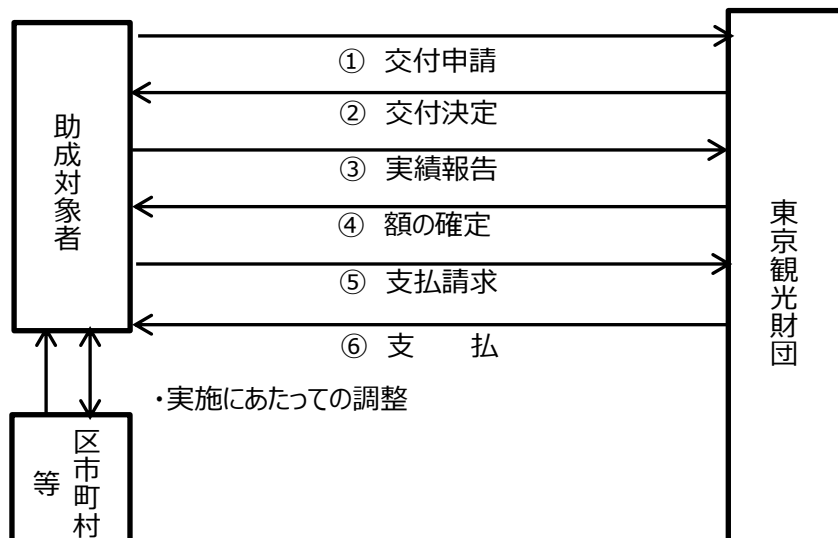 ① 交付申請
② 交付決定
③ 実績報告
④ 額の確定
⑤ 支払請求
⑥ 支　　払
助成対象者
東京観光財団
・実施にあたっての調整
区市町村
等